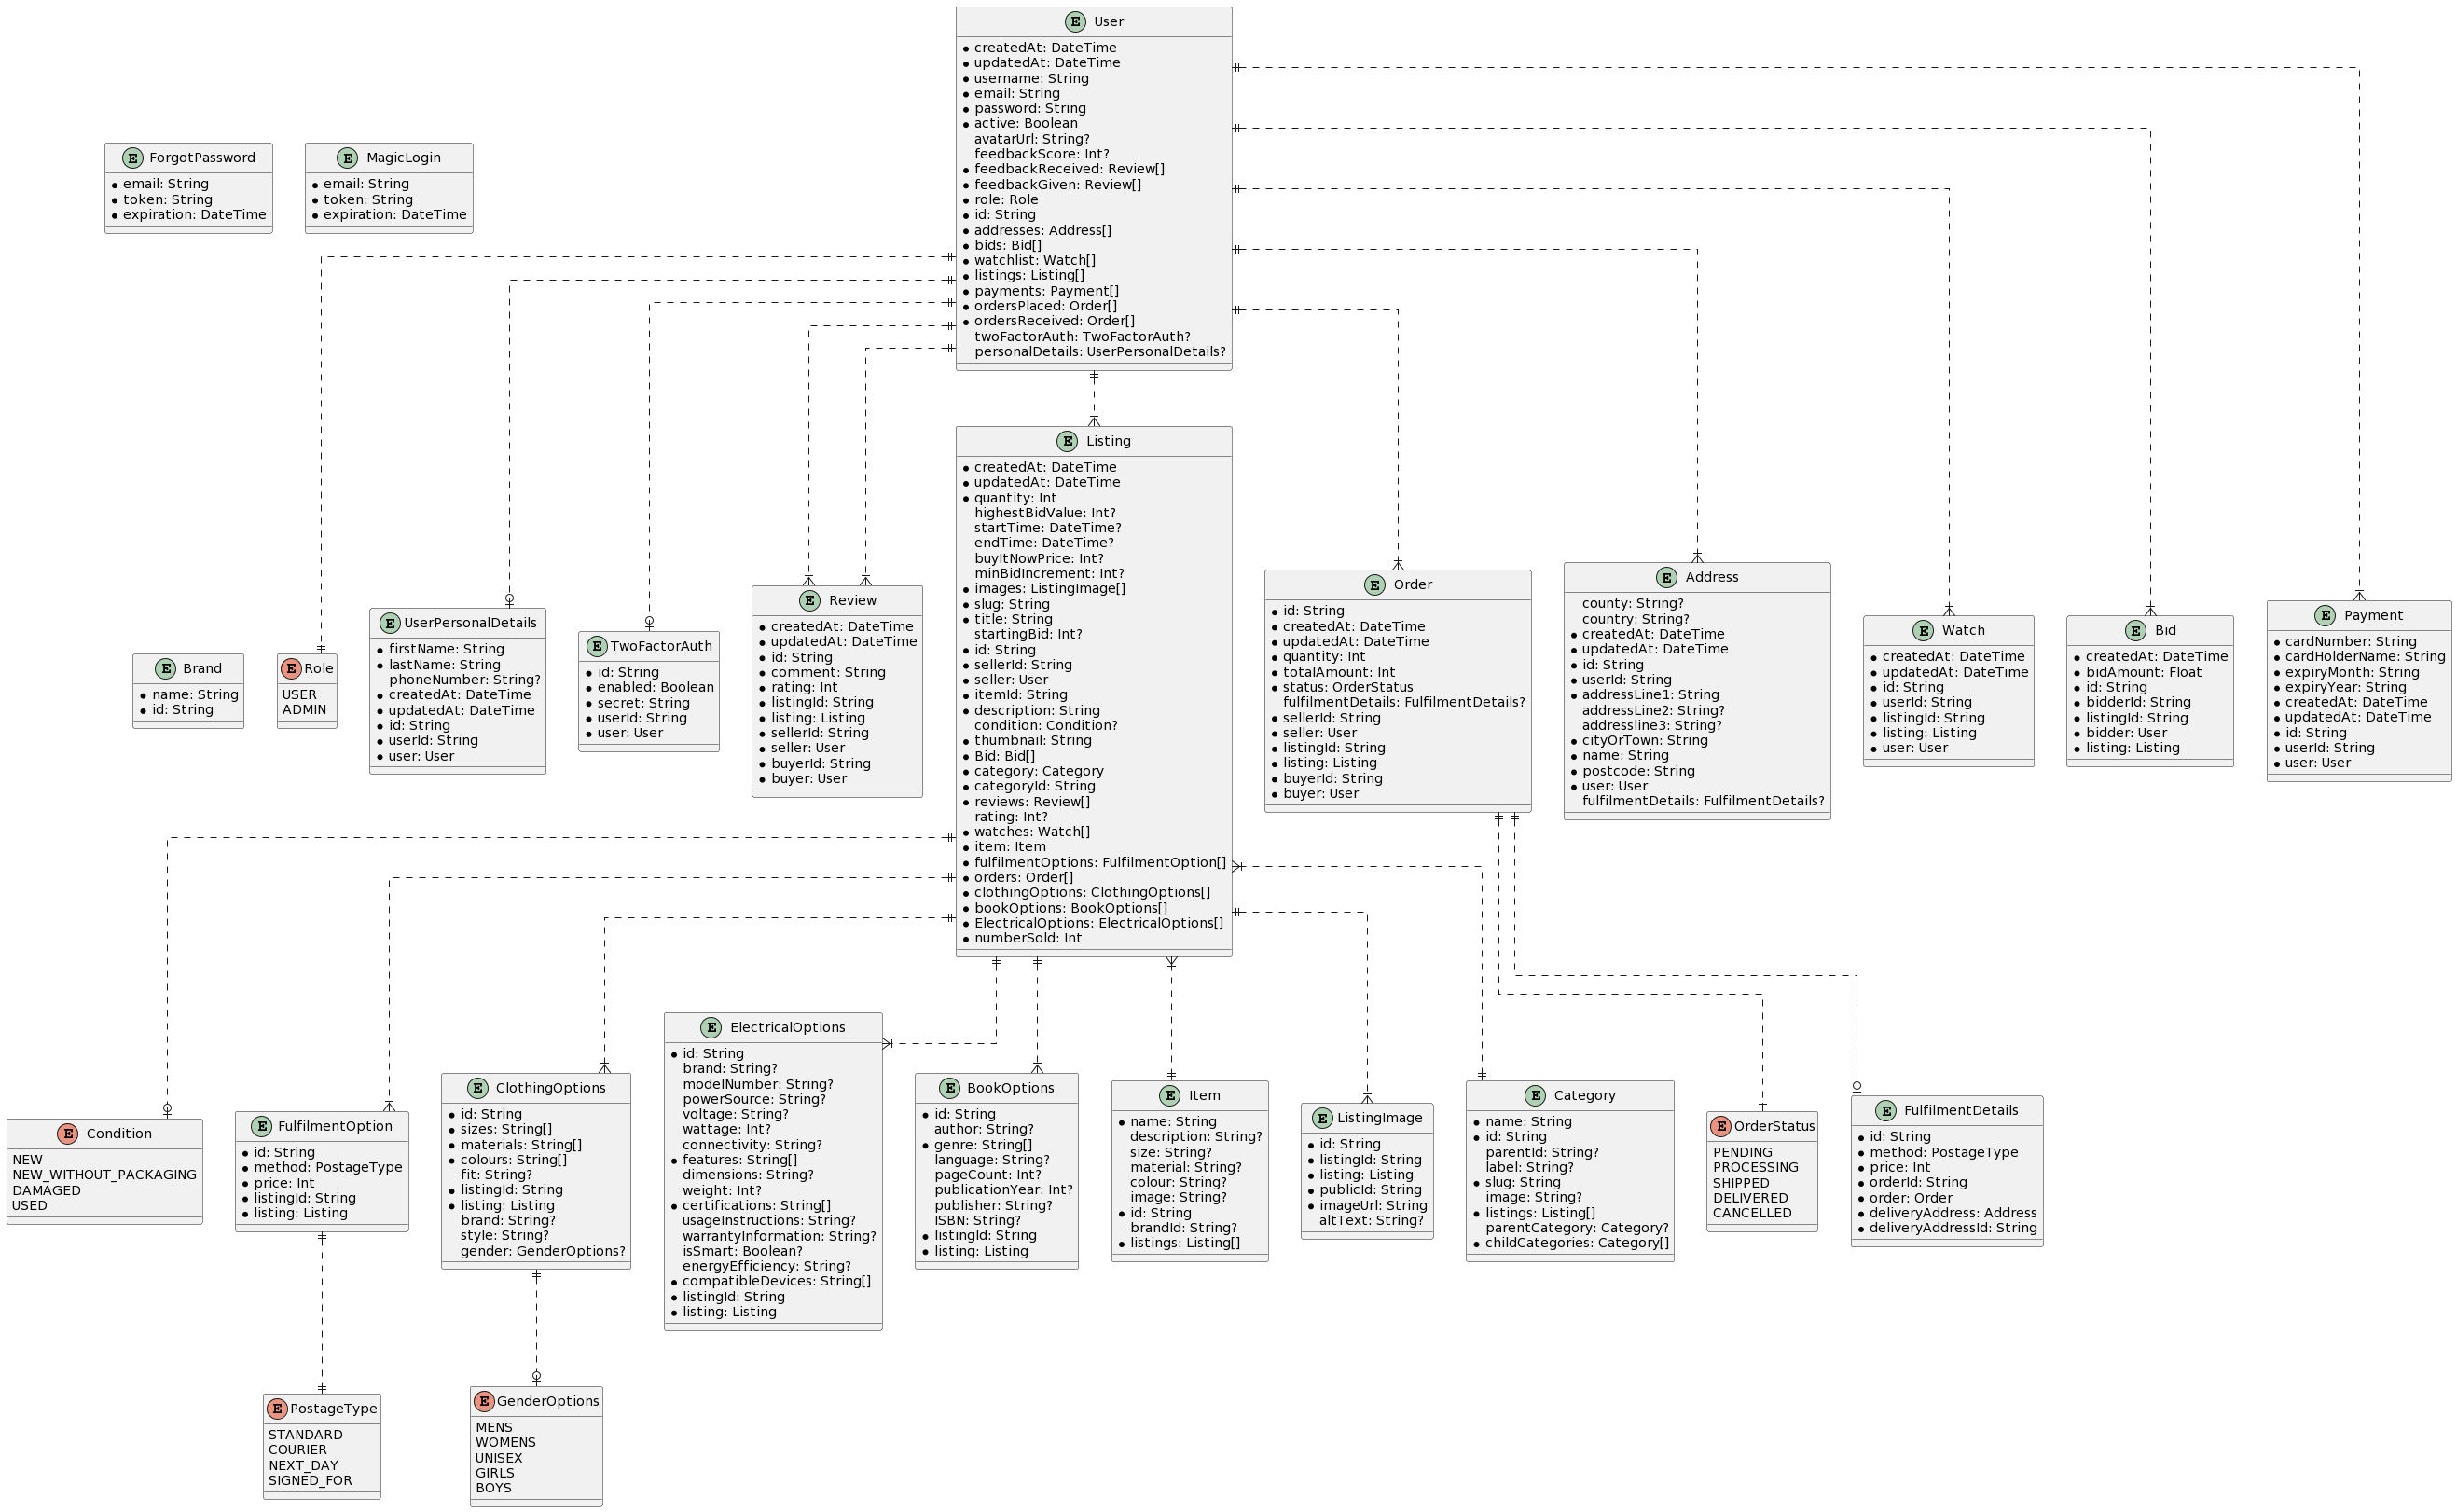 E User
createdAt: DateTime
updatedAt: DateTime
username: String
email: String
password: String
active: Boolean
avatarUrl: String?
feedbackScore: Int?
feedbackReceived: Review[]
feedbackGiven: Review[]
role: Role
id: String
addresses: Address[]
bids: Bid[]
watchlist: Watch[]
listings: Listing[]
payments: Payment[]
ordersPlaced: Order[]
ordersReceived: Order[]
twoFactorAuth: TwoFactorAuth?
personalDetails: UserPersonalDetails?
E ForgotPassword
email: String
token: String
expiration: DateTime
E MagicLogin
email: String
token: String
expiration: DateTime
E Brand
name: String
id: String
E Role
USER
ADMIN
E UserPersonalDetails
firstName: String
lastName: String
phoneNumber: String?
createdAt: DateTime
updatedAt: DateTime
id: String
userId: String
user: User
E TwoFactorAuth
id: String
enabled: Boolean
secret: String
userId: String
user: User
E Review
createdAt: DateTime
updatedAt: DateTime
id: String
comment: String
rating: Int
listingId: String
listing: Listing
sellerId: String
seller: User
buyerId: String
buyer: User
E Listing
createdAt: DateTime
updatedAt: DateTime
quantity: Int
highestBidValue: Int?
startTime: DateTime?
endTime: DateTime?
buyItNowPrice: Int?
minBidIncrement: Int?
images: ListingImage[]
slug: String
title: String
startingBid: Int?
id: String
sellerId: String
seller: User
itemId: String
description: String
condition: Condition?
thumbnail: String
Bid: Bid[]
category: Category
categoryId: String
reviews: Review[]
rating: Int?
watches: Watch[]
item: Item
fulfilmentOptions: FulfilmentOption[]
orders: Order[]
clothingOptions: ClothingOptions[]
bookOptions: BookOptions[]
ElectricalOptions: ElectricalOptions[]
numberSold: Int
E Order
id: String
createdAt: DateTime
updatedAt: DateTime
quantity: Int
totalAmount: Int
status: OrderStatus
fulfilmentDetails: FulfilmentDetails?
sellerId: String
seller: User
listingId: String
listing: Listing
buyerId: String
buyer: User
E Address
county: String?
country: String?
createdAt: DateTime
updatedAt: DateTime
id: String
userId: String
addressLine1: String
addressLine2: String?
addressline3: String?
cityOrTown: String
name: String
postcode: String
user: User
fulfilmentDetails: FulfilmentDetails?
E Watch
createdAt: DateTime
updatedAt: DateTime
id: String
userId: String
listingId: String
listing: Listing
user: User
E Bid
createdAt: DateTime
bidAmount: Float
id: String
bidderId: String
listingId: String
bidder: User
listing: Listing
E Payment
cardNumber: String
cardHolderName: String
expiryMonth: String
expiryYear: String
createdAt: DateTime
updatedAt: DateTime
id: String
userId: String
user: User
E Condition
NEW
NEW_WITHOUT_PACKAGING
DAMAGED
USED
E FulfilmentOption
id: String
method: PostageType
price: Int
listingId: String
listing: Listing
E ClothingOptions
id: String
sizes: String[]
materials: String[]
colours: String[]
fit: String?
listingId: String
listing: Listing
brand: String?
style: String?
gender: GenderOptions?
E ElectricalOptions
id: String
brand: String?
modelNumber: String?
powerSource: String?
voltage: String?
wattage: Int?
connectivity: String?
features: String[]
dimensions: String?
weight: Int?
certifications: String[]
usageInstructions: String?
warrantyInformation: String?
isSmart: Boolean?
energyEfficiency: String?
compatibleDevices: String[]
listingId: String
listing: Listing
E BookOptions
id: String
author: String?
genre: String[]
language: String?
pageCount: Int?
publicationYear: Int?
publisher: String?
ISBN: String?
listingId: String
listing: Listing
E Item
name: String
description: String?
size: String?
material: String?
colour: String?
image: String?
id: String
brandId: String?
listings: Listing[]
E ListingImage
id: String
listingId: String
listing: Listing
publicId: String
imageUrl: String
altText: String?
E Category
name: String
id: String
parentId: String?
label: String?
slug: String
image: String?
listings: Listing[]
parentCategory: Category?
childCategories: Category[]
E OrderStatus
PENDING
PROCESSING
SHIPPED
DELIVERED
CANCELLED
E FulfilmentDetails
id: String
method: PostageType
price: Int
orderId: String
order: Order
deliveryAddress: Address
deliveryAddressId: String
E PostageType
STANDARD
COURIER
NEXT_DAY
SIGNED_FOR
E GenderOptions
MENS
WOMENS
UNISEX
GIRLS
BOYS